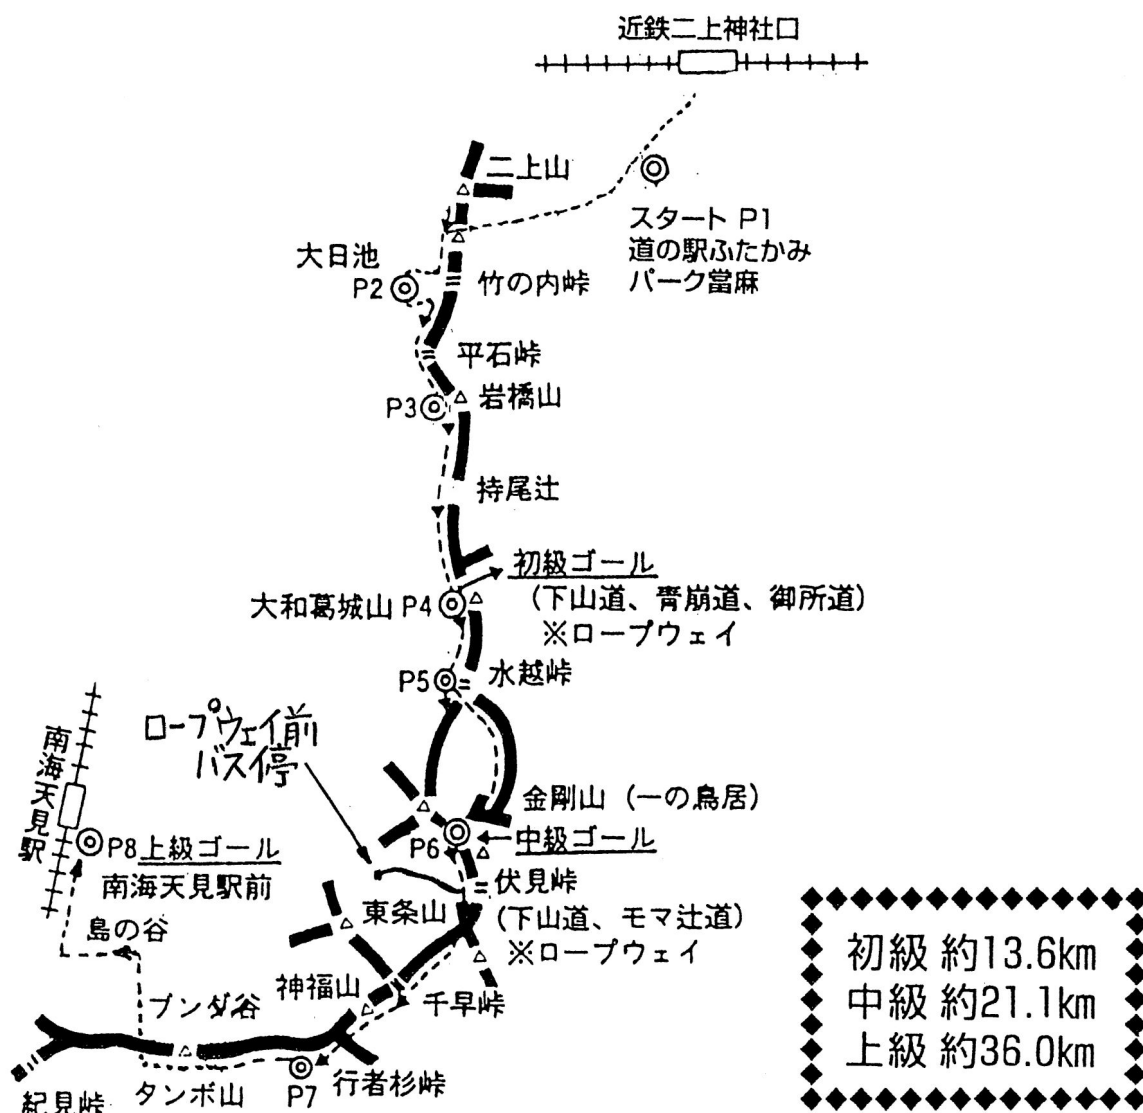 近鉄二上神社口
二上山
スタート P1
道の駅ふたかみ
パーク當麻
大日池
P2
竹の内峠
平石峠
P3
岩橋山
持尾辻
初級ゴール
(下山道、青崩道、御所道)
※ロープウェイ
大和葛城山 P4
P5
水越峠
ロープウェイ前
バス停
南海天見駅
金剛山 (一の鳥居)
P6
中級ゴール
P8 上級ゴール
南海天見駅前
伏見峠
(下山道、モマ辻道)
※ロープウェイ
東条山
島の谷
神福山
千早峠
ブンダ谷
タンボ山
P7
行者杉峠
紀見峠
初級 約13.6km
中級 約21.1km
上級 約36.0km